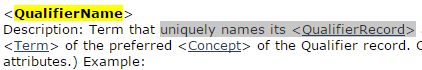 <QualifierName>
Description: Term that uniquely names its <QualifierRecord>
<Term> of the preferred <Concept> of the Qualifier record.
attributes.) Example: